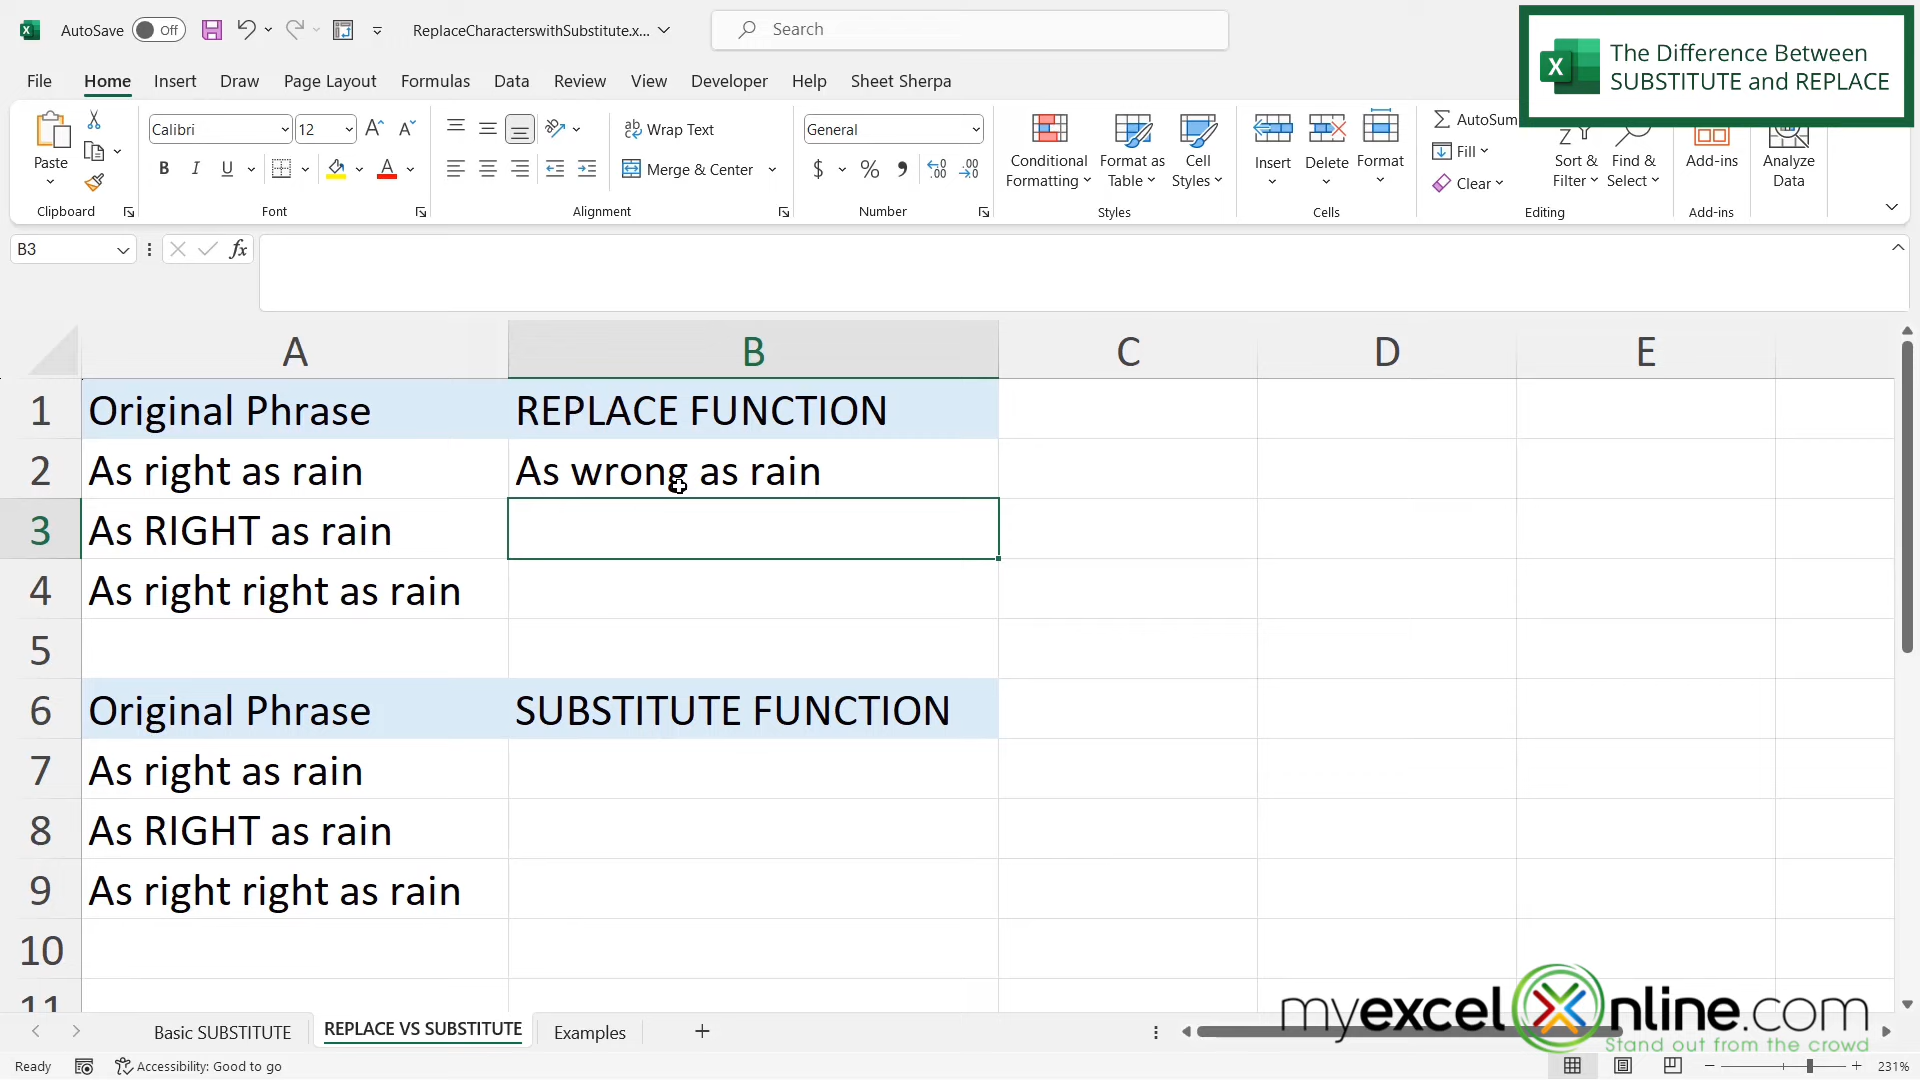 AutoSave Off ReplaceCharacterswithSubstitute.x... Search
The Difference Between
SUBSTITUTE and REPLACE
File Home Insert Draw Page Layout Formulas Data Review View Developer Help Sheet Sherpa
Paste
Clipboard
Calibri 12
B I U
Font
Wrap Text
Merge & Center
Alignment
General
$ % 9
Number
Conditional
Formatting
Format as
Table
Cell
Styles
Styles
Insert Delete Format
Cells
AutoSum
Fill
Clear
Sort &
Filter
Find &
Select
Editing
Add-ins
Add-ins
Analyze
Data
B3 fx
A B C D E
1 Original Phrase REPLACE FUNCTION
2 As right as rain As wrong as rain
3 As RIGHT as rain
4 As right right as rain
5
6 Original Phrase SUBSTITUTE FUNCTION
7 As right as rain
8 As RIGHT as rain
9 As right right as rain
10
11
myexcelonline.com
Stand out from the crowd
Basic SUBSTITUTE REPLACE VS SUBSTITUTE Examples +
Ready Accessibility: Good to go 231%